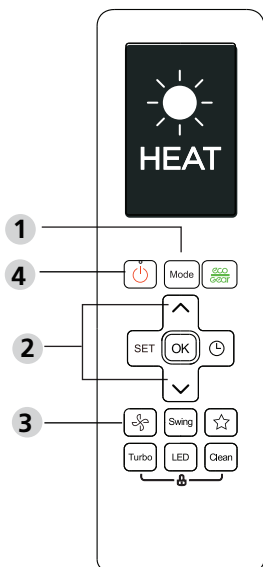 HEAT
1
4
Mode
eco
Gear
2
SET OK
3
Swing
Turbo LED Clean